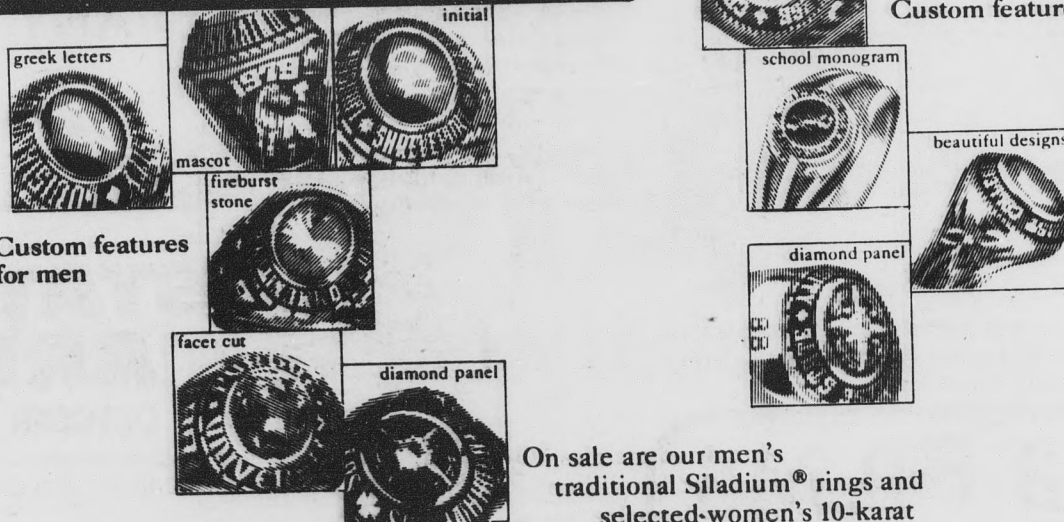 initial
greek letters
mascot
fireburst
stone
Custom features
for men
facet cut
diamond panel
Custom
school monogram
beautiful designs
diamond panel
On sale are our men's
traditional Siladium® rings and
selected women's 10-karat